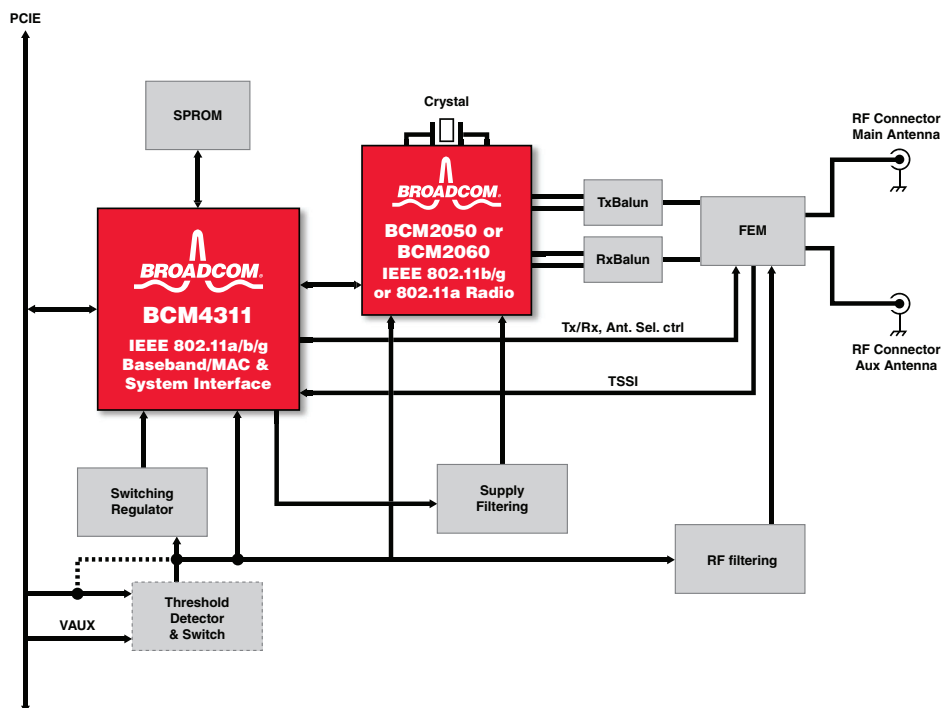 PCIE
SPROM
Crystal
RF Connector
Main Antenna
BROADCOM.
BCM2050 or
BCM2060
IEEE 802.11b/g
or 802.11a Radio
TxBalun
RxBalun
FEM
BROADCOM.
BCM4311
IEEE 802.11a/b/g
Baseband/MAC &
System Interface
Tx/Rx, Ant. Sel. ctrl
TSSI
RF Connector
Aux Antenna
Switching
Regulator
Supply
Filtering
RF filtering
Threshold
Detector
& Switch
VAUX